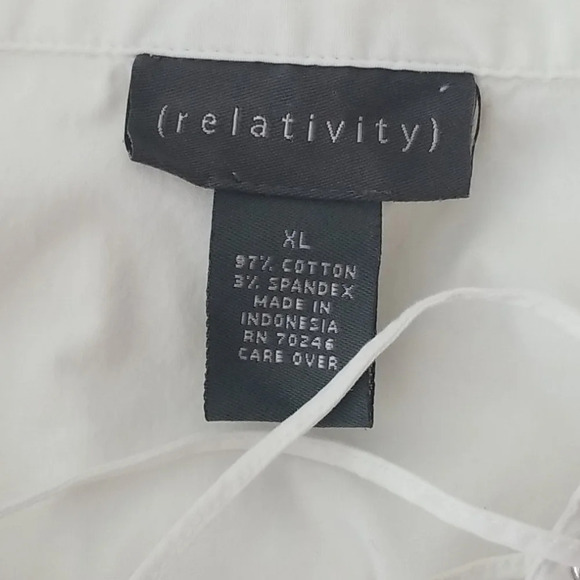 (relativity)
XL
97% COTTON
3% SPANDEX
MADE IN
INDONESIA
RN 70246
CARE OVER